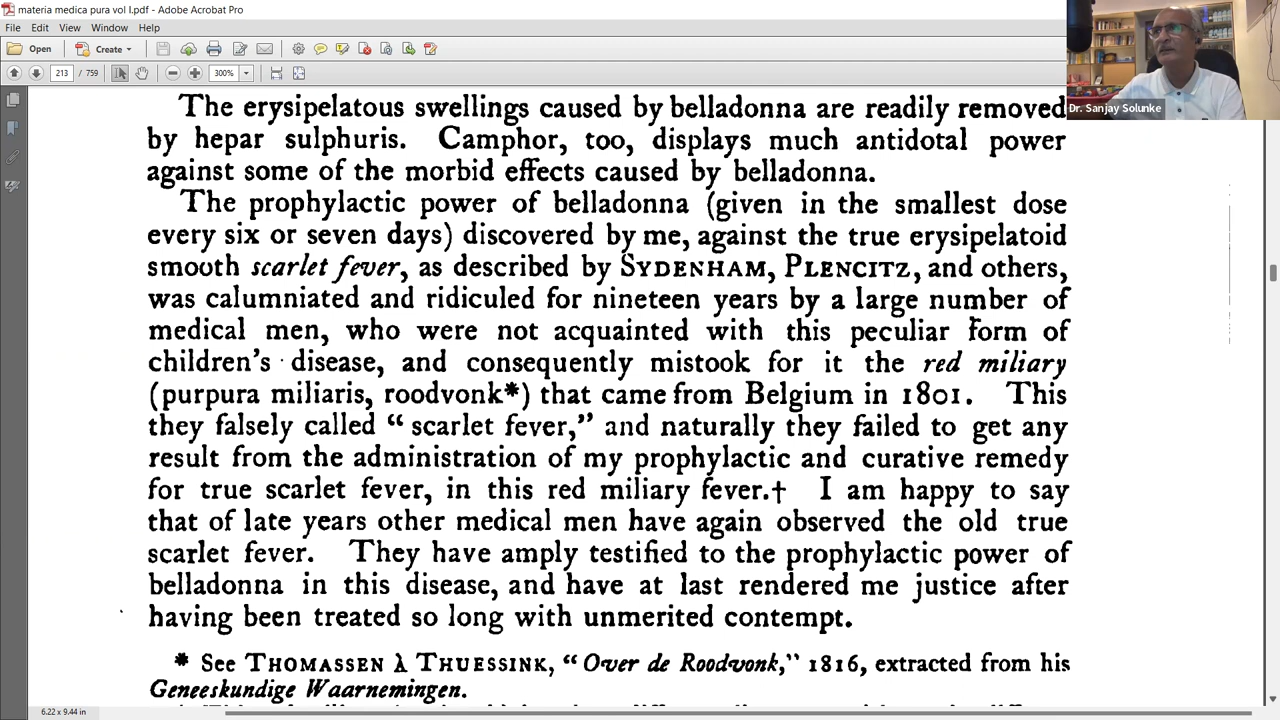 materia medica pura vol I.pdf - Adobe Acrobat Pro
File Edit View Window Help
Open Create
213 / 759 300%
Dr. Sanjay Solunke
The erysipelatous swellings caused by belladonna are readily removed
by hepar sulphuris. Camphor, too, displays much antidotal power
against some of the morbid effects caused by belladonna.
The prophylactic power of belladonna (given in the smallest dose
every six or seven days) discovered by me, against the true erysipelatoid
smooth scarlet fever, as described by SYDENHAM, PLENCITZ, and others,
was calumniated and ridiculed for nineteen years by a large number of
medical men, who were not acquainted with this peculiar form of
children's disease, and consequently mistook for it the red miliary
(purpura miliaris, roodvonk*) that came from Belgium in 1801. This
they falsely called "scarlet fever," and naturally they failed to get any
result from the administration of my prophylactic and curative remedy
for true scarlet fever, in this red miliary fever.† I am happy to say
that of late years other medical men have again observed the old true
scarlet fever. They have amply testified to the prophylactic power of
belladonna in this disease, and have at last rendered me justice after
having been treated so long with unmerited contempt.
* See THOMASSEN À THUESSINK, "Over de Roodvonk," 1816, extracted from his
Geneeskundige Waarnemingen.
6.22 x 9.44 in